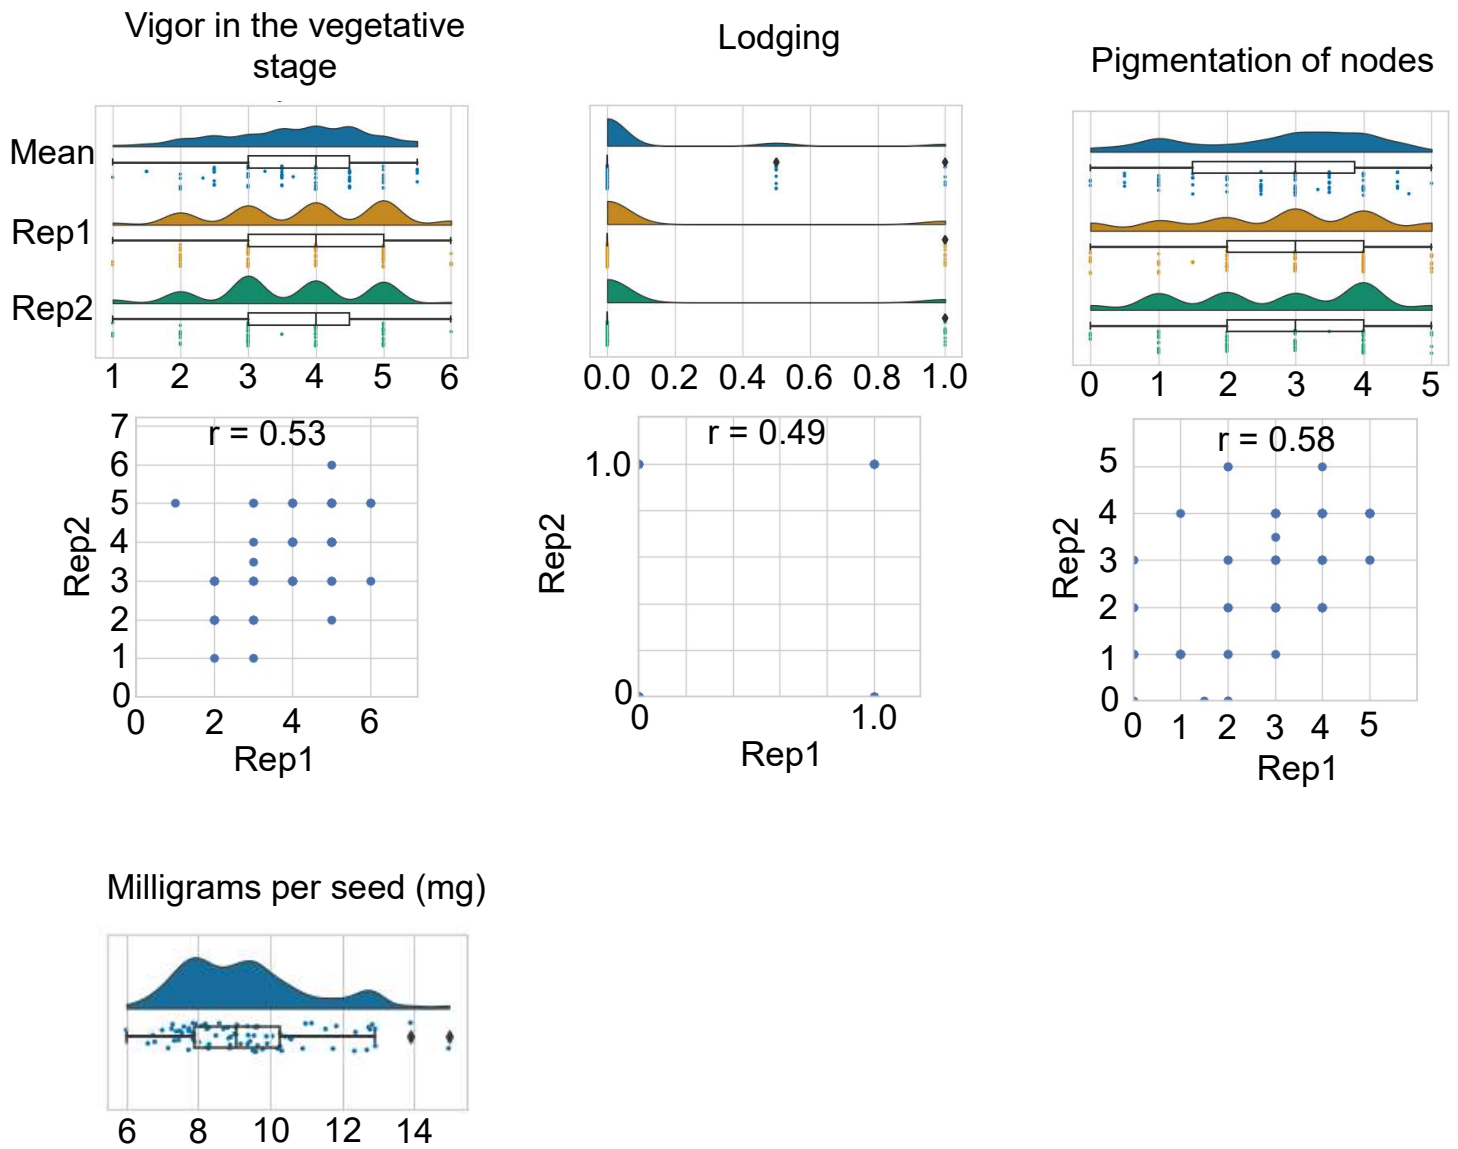 Vigor in the vegetative
stage
Lodging
Pigmentation of nodes
Mean
Rep1
Rep2
1 2 3 4 5 6
0.0 0.2 0.4 0.6 0.8 1.0
0 1 2 3 4 5
r = 0.53
7
6
5
4
3
2
1
0
Rep2
0 2 4 6
Rep1
r = 0.49
1.0
0
Rep2
0 1.0
Rep1
r = 0.58
5
4
3
2
1
0
Rep2
0 1 2 3 4 5
Rep1
Milligrams per seed (mg)
6 8 10 12 14